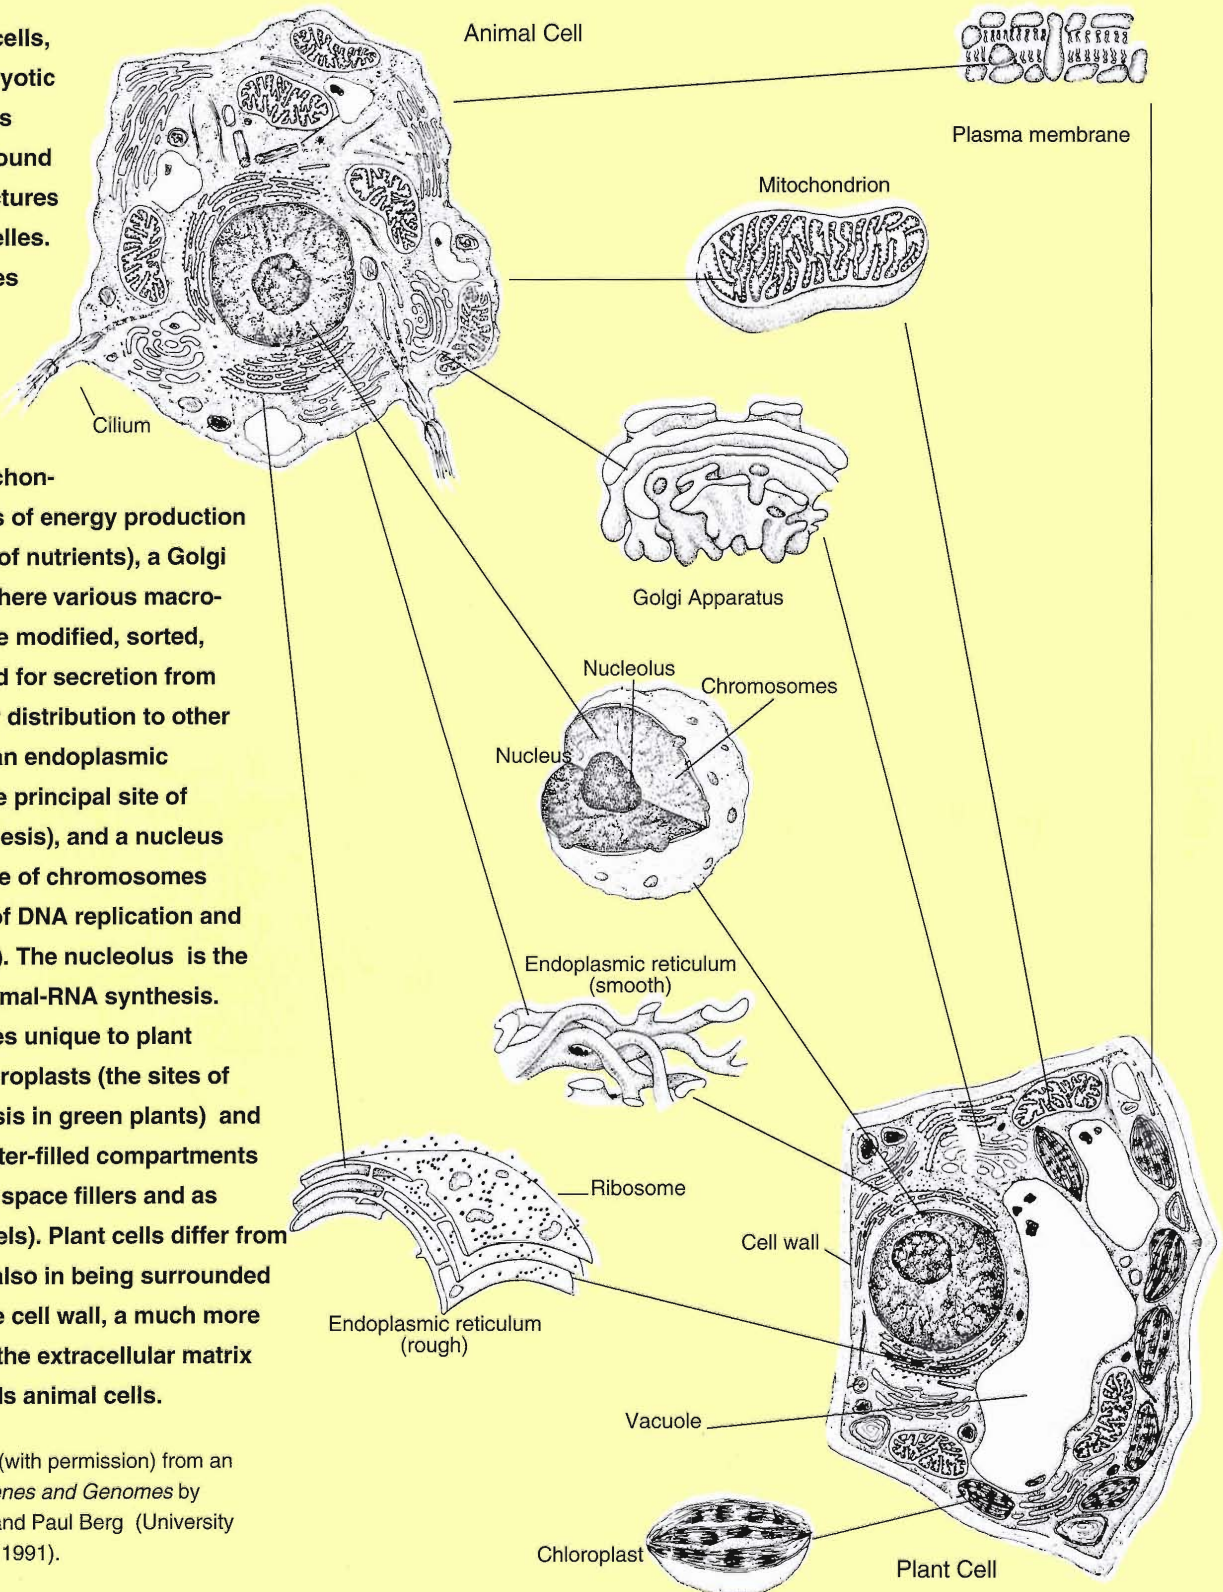 cells,
yotic
s
ound
ctures
elles.
es
chon-
s of energy production
of nutrients), a Golgi
here various macro-
e modified, sorted,
d for secretion from
r distribution to other
an endoplasmic
e principal site of
esis), and a nucleus
e of chromosomes
of DNA replication and
). The nucleolus is the
mal-RNA synthesis.
es unique to plant
roplasts (the sites of
sis in green plants) and
ter-filled compartments
space fillers and as
els). Plant cells differ from
also in being surrounded
e cell wall, a much more
the extracellular matrix
ds animal cells.
(with permission) from an
enes and Genomes by
and Paul Berg (University
1991).
Animal Cell
Plasma membrane
Mitochondrion
Cilium
Golgi Apparatus
Nucleolus
Chromosomes
Nucleus
Endoplasmic reticulum
(smooth)
Ribosome
Cell wall
Endoplasmic reticulum
(rough)
Vacuole
Chloroplast
Plant Cell